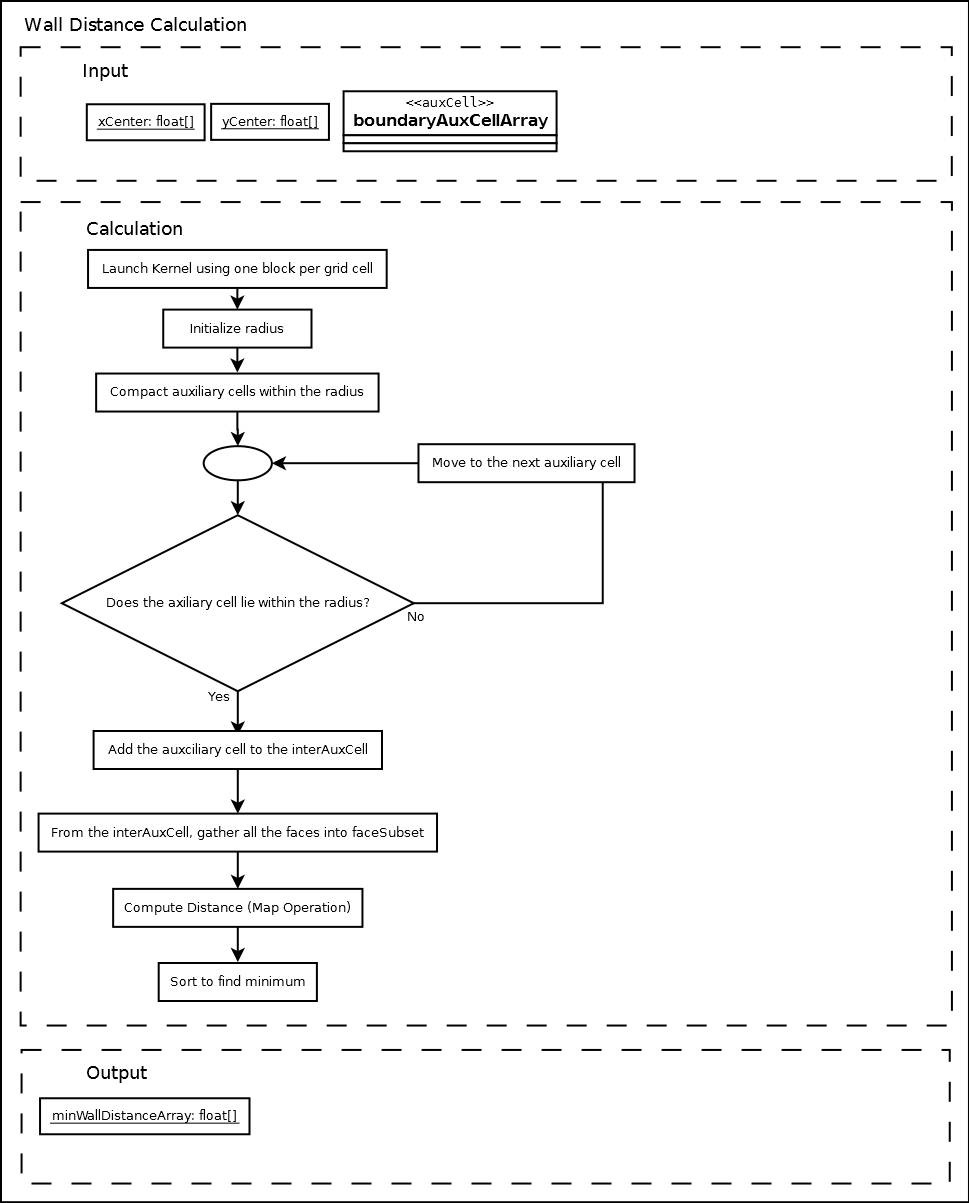 Wall Distance Calculation
Input
xCenter: float[]
yCenter: float[]
<<auxCell>>
boundaryAuxCellArray
Calculation
Launch Kernel using one block per grid cell
Initialize radius
Compact auxiliary cells within the radius
Move to the next auxiliary cell
Does the axiliary cell lie within the radius?
No
Yes
Add the auxciliary cell to the interAuxCell
From the interAuxCell, gather all the faces into faceSubset
Compute Distance (Map Operation)
Sort to find minimum
Output
minWallDistanceArray: float[]